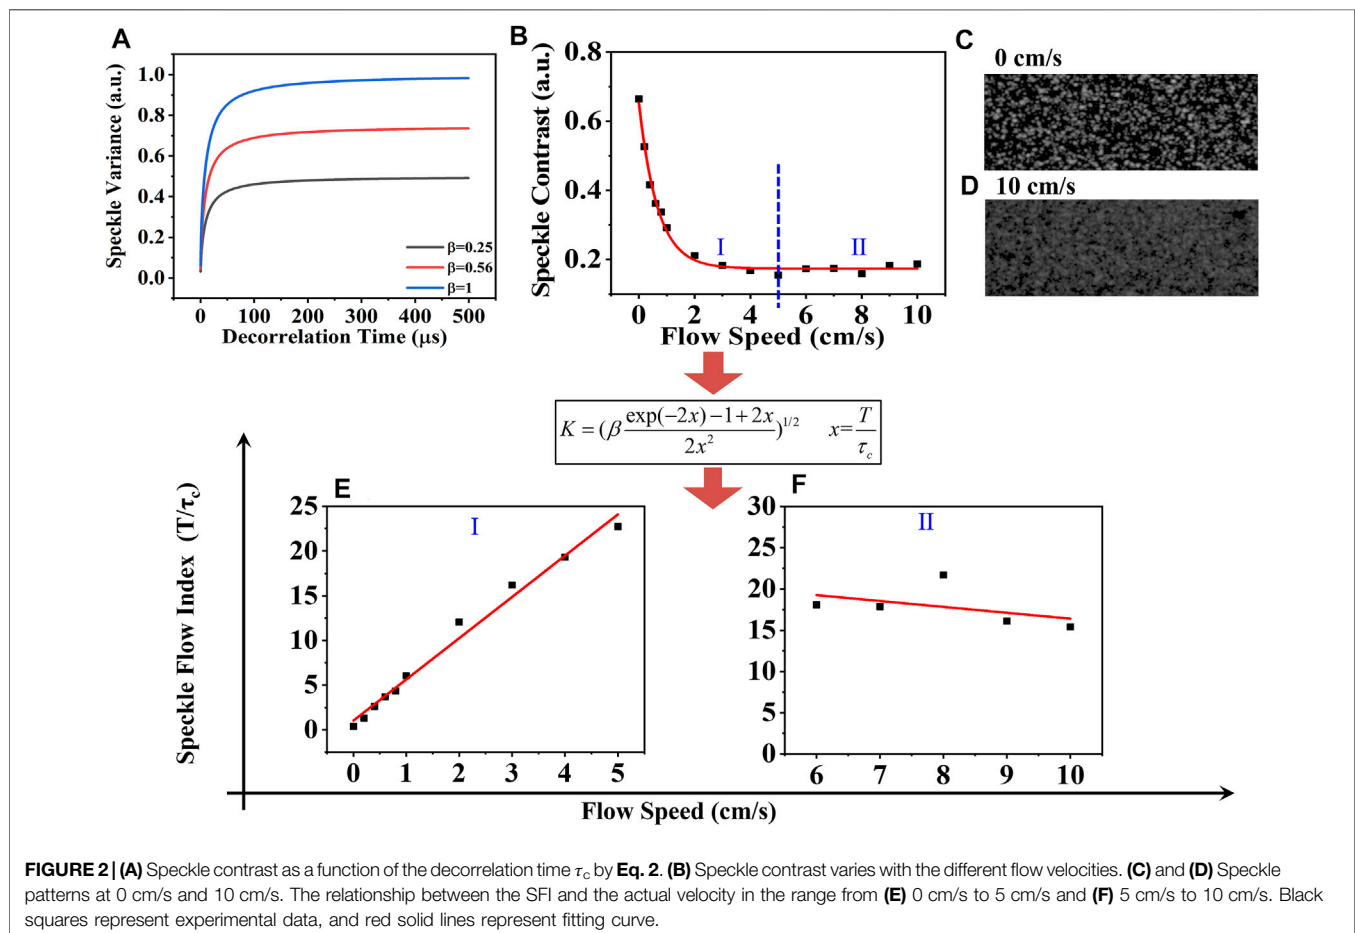 A
Speckle Variance (a.u.)
1.0
0.8
0.6
0.4
0.2
0.0
β=0.25
β=0.56
β=1
0 100 200 300 400 500
Decorrelation Time (μs)
B
Speckle Contrast (a.u.)
0.8
0.6
0.4
0.2
I
II
0 2 4 6 8 10
Flow Speed (cm/s)
C
0 cm/s
D
10 cm/s
K = (β exp(−2x) −1+ 2x / 2x²)^1/2 x= T / τc
Speckle Flow Index (T/τc)
E
I
25
20
15
10
5
0
0 1 2 3 4 5
F
II
30
25
20
15
10
5
0
6 7 8 9 10
Flow Speed (cm/s)
FIGURE 2 | (A) Speckle contrast as a function of the decorrelation time τc by Eq. 2. (B) Speckle contrast varies with the different flow velocities. (C) and (D) Speckle
patterns at 0 cm/s and 10 cm/s. The relationship between the SFI and the actual velocity in the range from (E) 0 cm/s to 5 cm/s and (F) 5 cm/s to 10 cm/s. Black
squares represent experimental data, and red solid lines represent fitting curve.